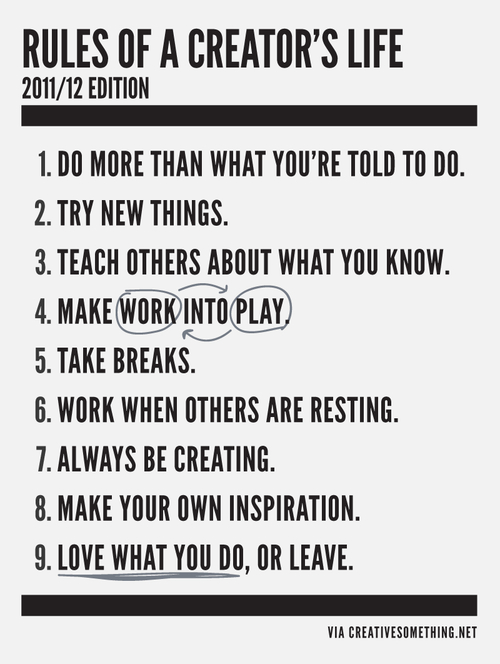 RULES OF A CREATOR'S LIFE
2011/12 EDITION
1. DO MORE THAN WHAT YOU'RE TOLD TO DO.
2. TRY NEW THINGS.
3. TEACH OTHERS ABOUT WHAT YOU KNOW.
4. MAKE WORK INTO PLAY.
5. TAKE BREAKS.
6. WORK WHEN OTHERS ARE RESTING.
7. ALWAYS BE CREATING.
8. MAKE YOUR OWN INSPIRATION.
9. LOVE WHAT YOU DO, OR LEAVE.
VIA CREATIVESOMETHING.NET